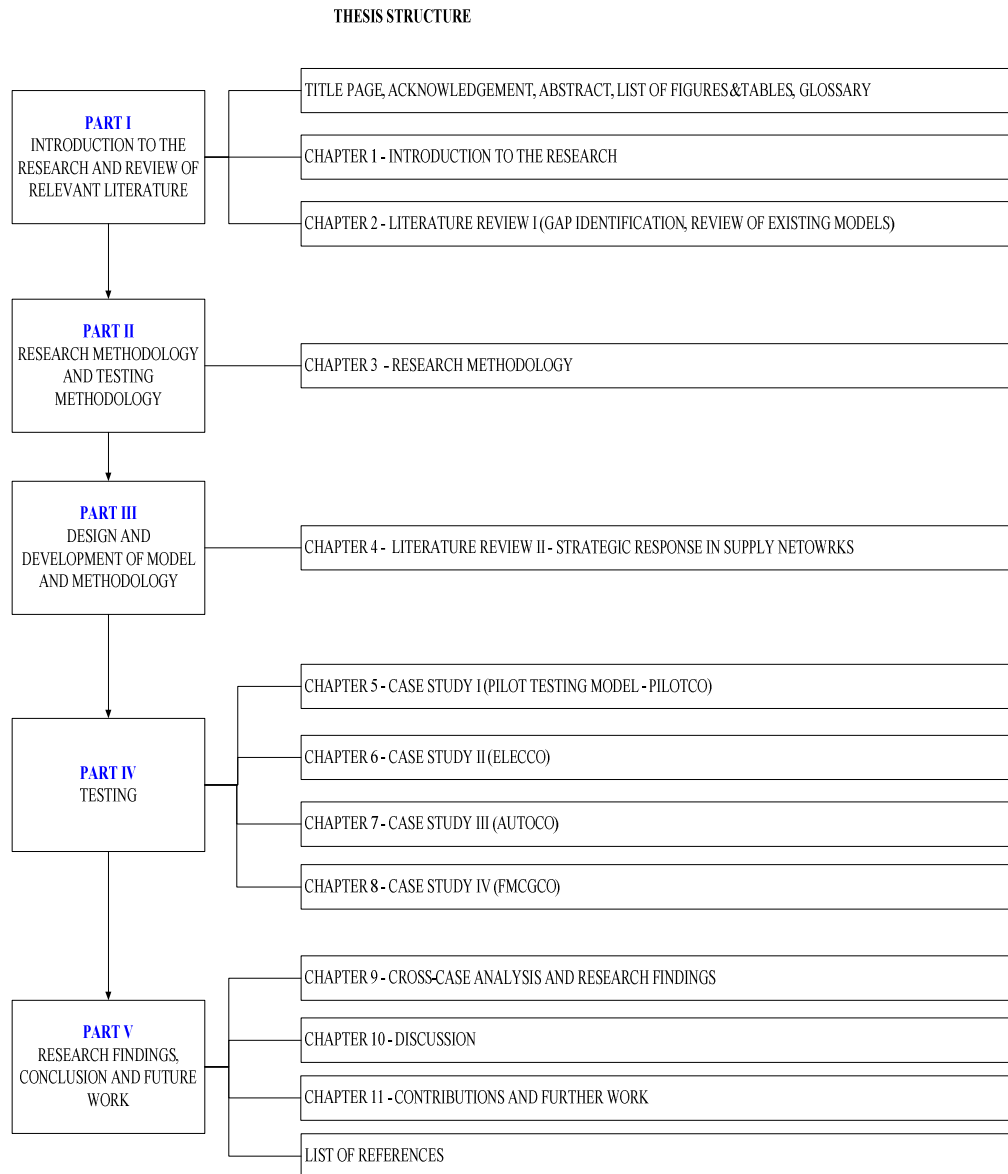 THESIS STRUCTURE
PART I
INTRODUCTION TO THE
RESEARCH AND REVIEW OF
RELEVANT LITERATURE
TITLE PAGE, ACKNOWLEDGEMENT, ABSTRACT, LIST OF FIGURES&TABLES, GLOSSARY
CHAPTER 1 - INTRODUCTION TO THE RESEARCH
CHAPTER 2 - LITERATURE REVIEW I (GAP IDENTIFICATION, REVIEW OF EXISTING MODELS)
PART II
RESEARCH METHODOLOGY
AND TESTING
METHODOLOGY
CHAPTER 3 - RESEARCH METHODOLOGY
PART III
DESIGN AND
DEVELOPMENT OF MODEL
AND METHODOLOGY
CHAPTER 4 - LITERATURE REVIEW II - STRATEGIC RESPONSE IN SUPPLY NETOWRKS
PART IV
TESTING
CHAPTER 5 - CASE STUDY I (PILOT TESTING MODEL - PILOTCO)
CHAPTER 6 - CASE STUDY II (ELECCO)
CHAPTER 7 - CASE STUDY III (AUTOCO)
CHAPTER 8 - CASE STUDY IV (FMCGCO)
PART V
RESEARCH FINDINGS,
CONCLUSION AND FUTURE
WORK
CHAPTER 9 - CROSS-CASE ANALYSIS AND RESEARCH FINDINGS
CHAPTER 10 - DISCUSSION
CHAPTER 11 - CONTRIBUTIONS AND FURTHER WORK
LIST OF REFERENCES